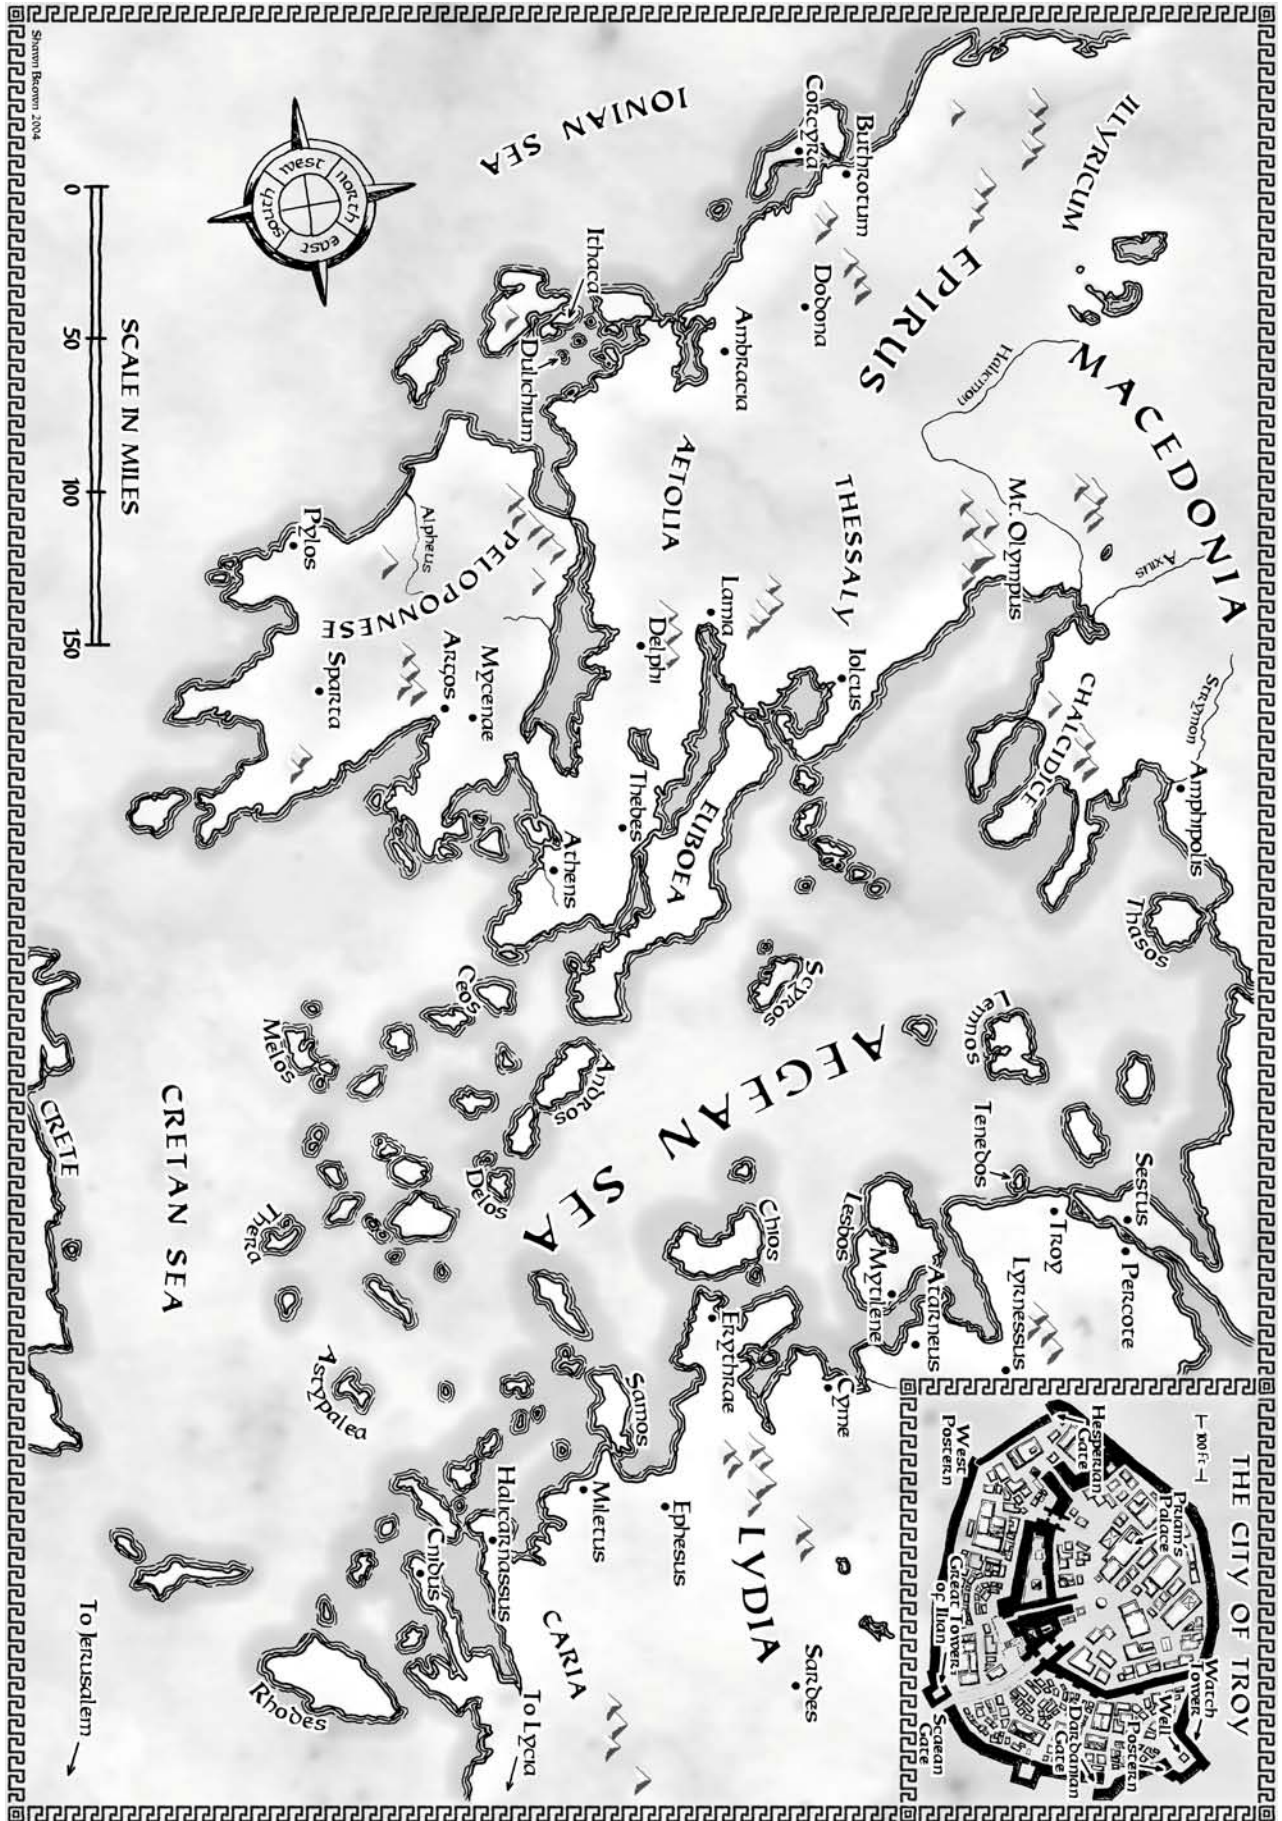 ILLYRICUM
MACEDONIA
Axius
Strymon
Amphipolis
Thasos
CHALCIDICE
Haliemon
Mt. Olympus
EPIRUS
Buthrotum
Corcyra
Dodona
Ambracia
IONIAN SEA
Ithaca
Dulichium
THESSALY
Iolcus
Lamia
AETOLIA
Delphi
Thebes
EUBOEA
Athens
PELOPONNESE
Alpheus
Mycenae
Argos
Sparta
Pylos
Scyros
Lemnos
AEGEAN
SEA
Tenedos
Sestus
Troy
Percote
Lyrnessus
Lesbos
Mytilene
Atarneus
Chios
Erythrae
Cyme
Andros
Ceos
Delos
Melos
Thera
Astypalea
Samos
Ephesus
Miletus
LYDIA
Sardes
CARIA
Halicarnassus
Cnidus
To Lycia
Rhodes
CRETAN SEA
CRETE
To Jerusalem
north
east
south
west
SCALE IN MILES
0
50
100
150
Shawn Brown 2004
THE CITY OF TROY
100 ft
Hesperian
Gate
West
Postern
Priam's
Palace
Great Tower
of Ilian
Scaean
Gate
Watch
Tower
Well
Postern
Dardanian
Gate